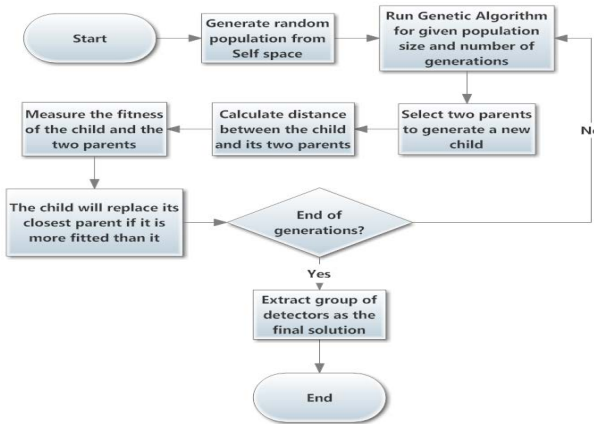 Start
Generate random
population from
Self space
Run Genetic Algorithm
for given population
size and number of
generations
Select two parents
to generate a new
child
Calculate distance
between the child
and its two parents
Measure the fitness
of the child and the
two parents
The child will replace its
closest parent if it is
more fitted than it
End of
generations?
No
Yes
Extract group of
detectors as the
final solution
End